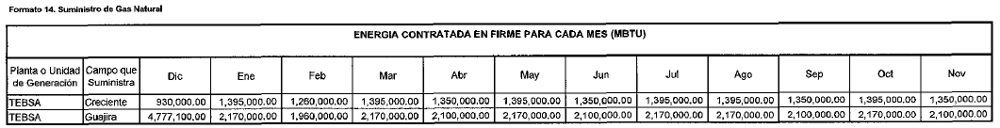 Formato 14. Suministro de Gas Natural
ENERGIA CONTRATADA EN FIRME PARA CADA MES (MBTU)
Planta o Unidad de Generación Campo que Suministra Dic Ene Feb Mar Abr May Jun Jul Ago Sep Oct Nov
TEBSA Creciente 930,000.00 1,395,000.00 1,260,000.00 1,395,000.00 1,350,000.00 1,395,000.00 1,350,000.00 1,395,000.00 1,395,000.00 1,350,000.00 1,395,000.00 1,350,000.00
TEBSA Guajira 4,777,100.00 2,170,000.00 1,960,000.00 2,170,000.00 2,100,000.00 2,170,000.00 2,100,000.00 2,170,000.00 2,170,000.00 2,100,000.00 2,170,000.00 2,100,000.00